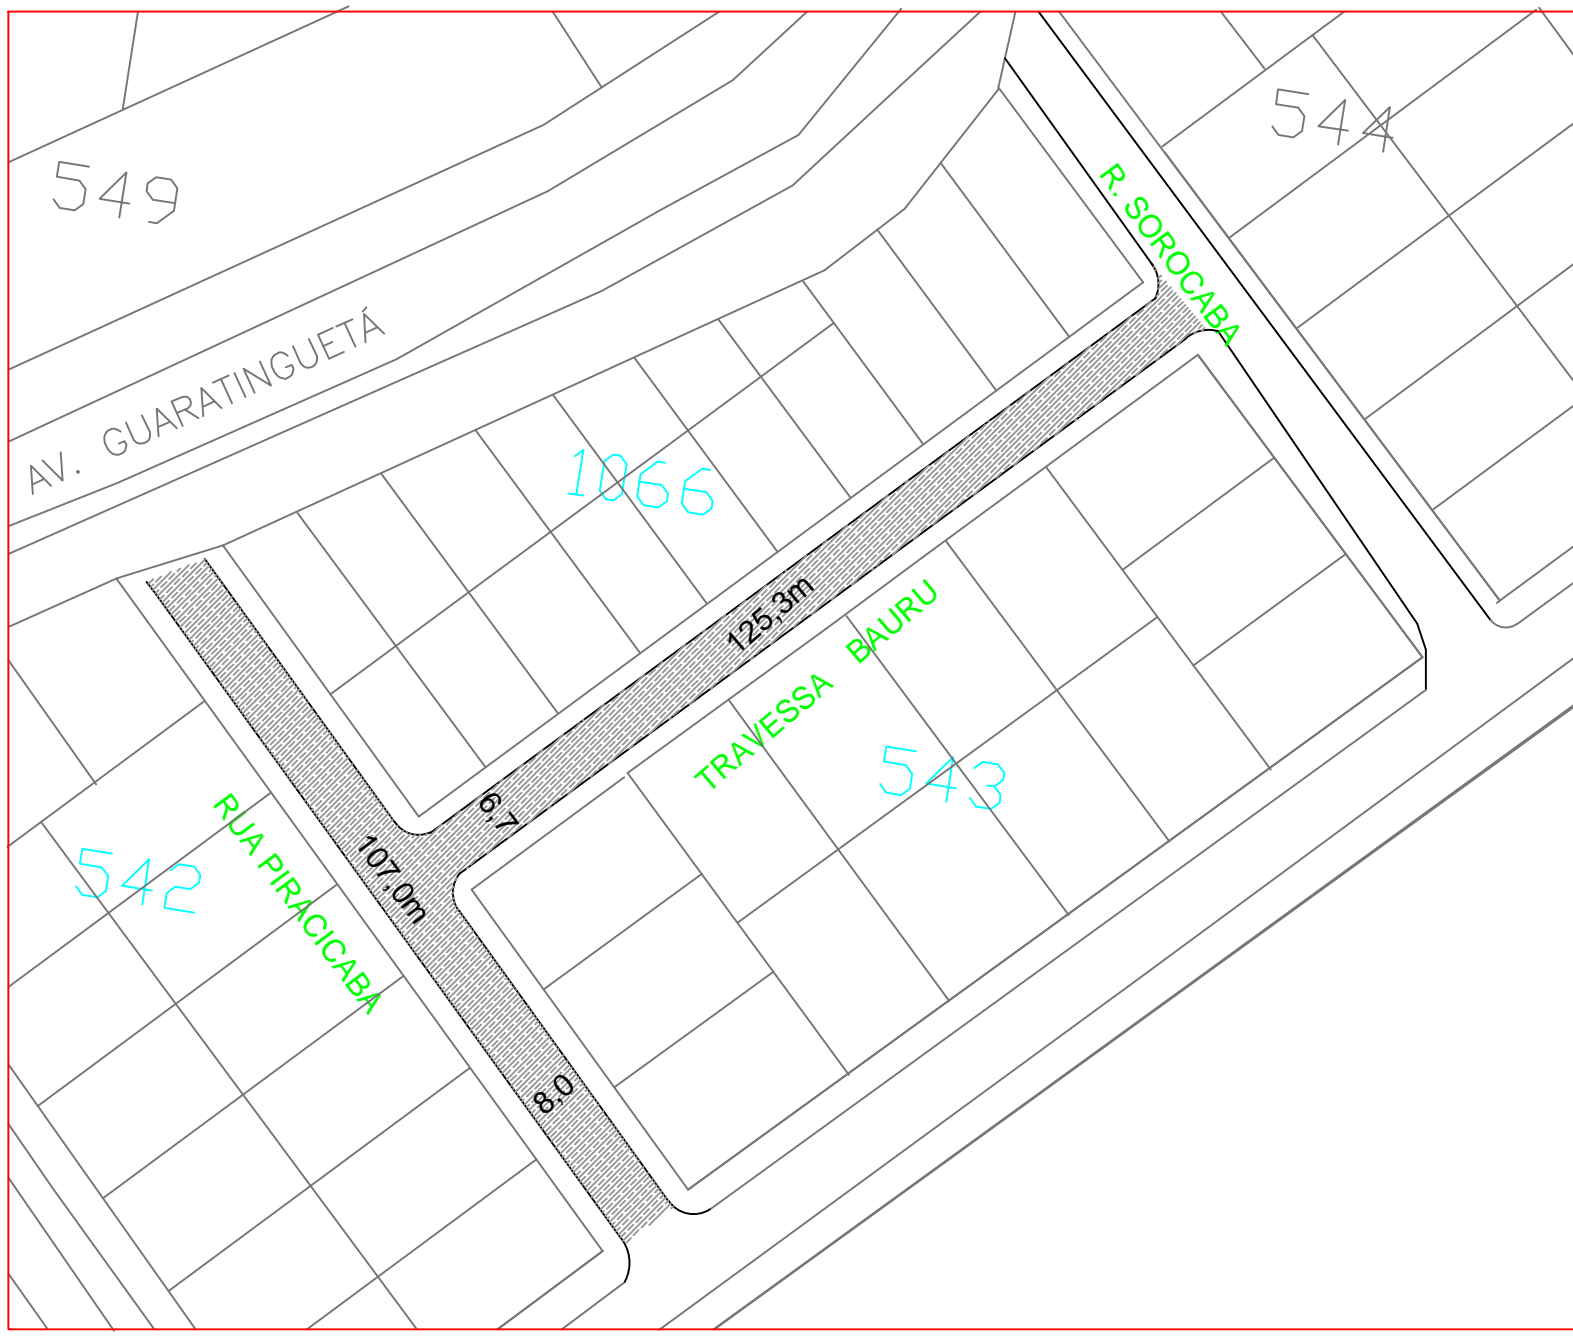 544
549
R. SOROCABA
AV. GUARATINGUETÁ
1066
125,3m
TRAVESSA BAURU
543
6,7
542
RUA PIRACICABA
107,0m
8,0